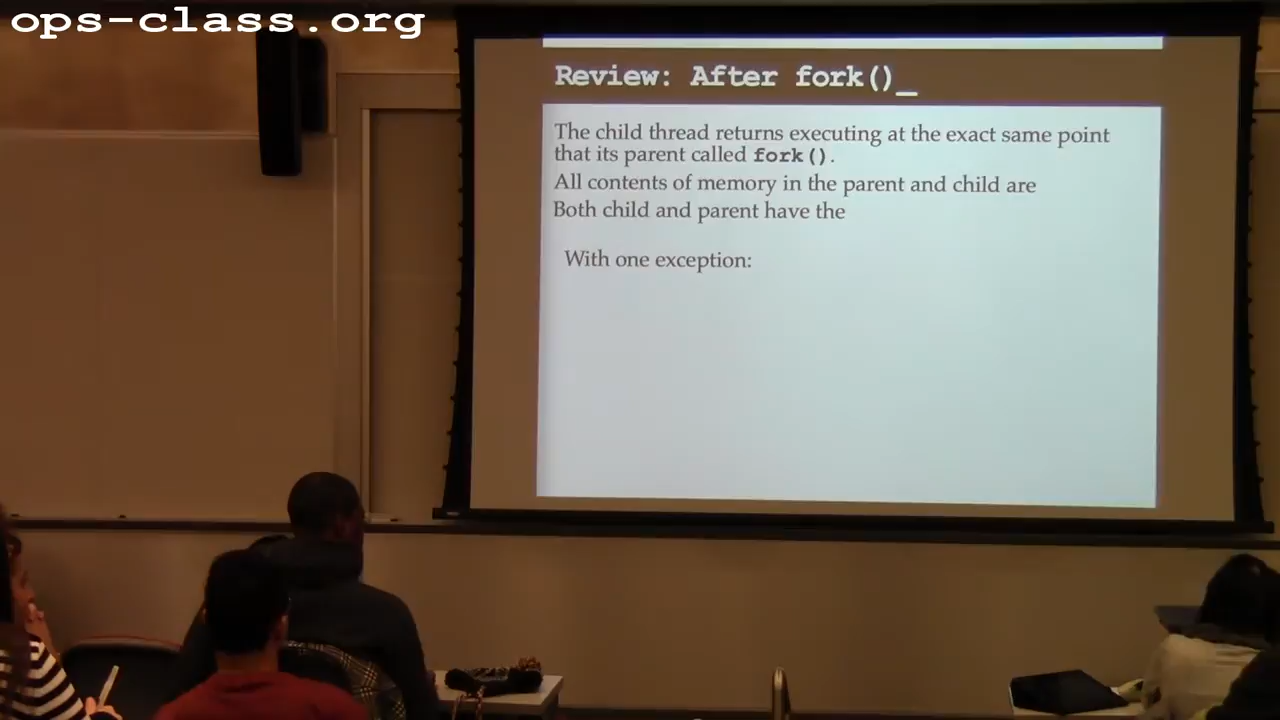 ops-class.org
Review: After fork()_
The child thread returns executing at the exact same point
that its parent called fork().
All contents of memory in the parent and child are
Both child and parent have the
With one exception: